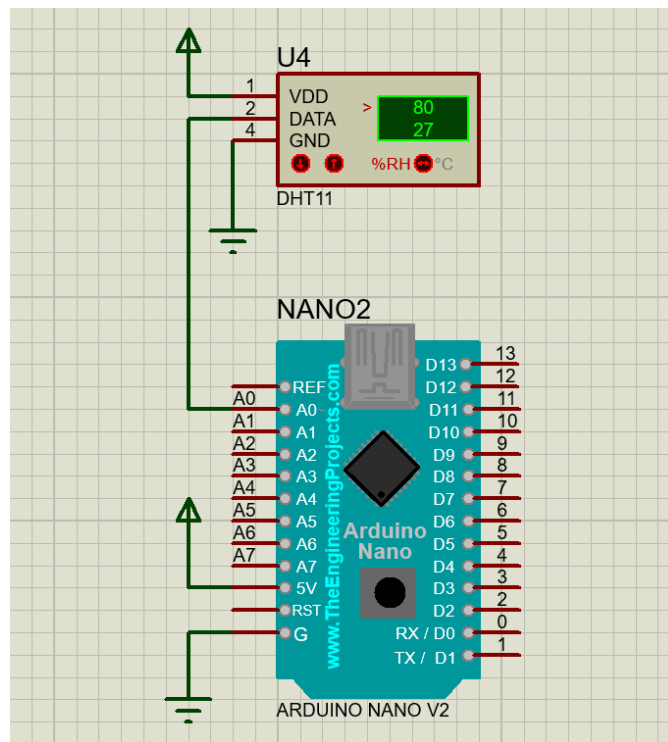 U4
1 VDD
2 DATA
4 GND
> 80
27
%RH °C
DHT11
NANO2
REF
A0 A0
A1 A1
A2 A2
A3 A3
A4 A4
A5 A5
A6 A6
A7 A7
5V
RST
G
www.TheEngineeringProjects.com
Arduino
Nano
D13 13
D12 12
D11 11
D10 10
D9 9
D8 8
D7 7
D6 6
D5 5
D4 4
D3 3
D2 2
RX / D0 0
TX / D1 1
ARDUINO NANO V2